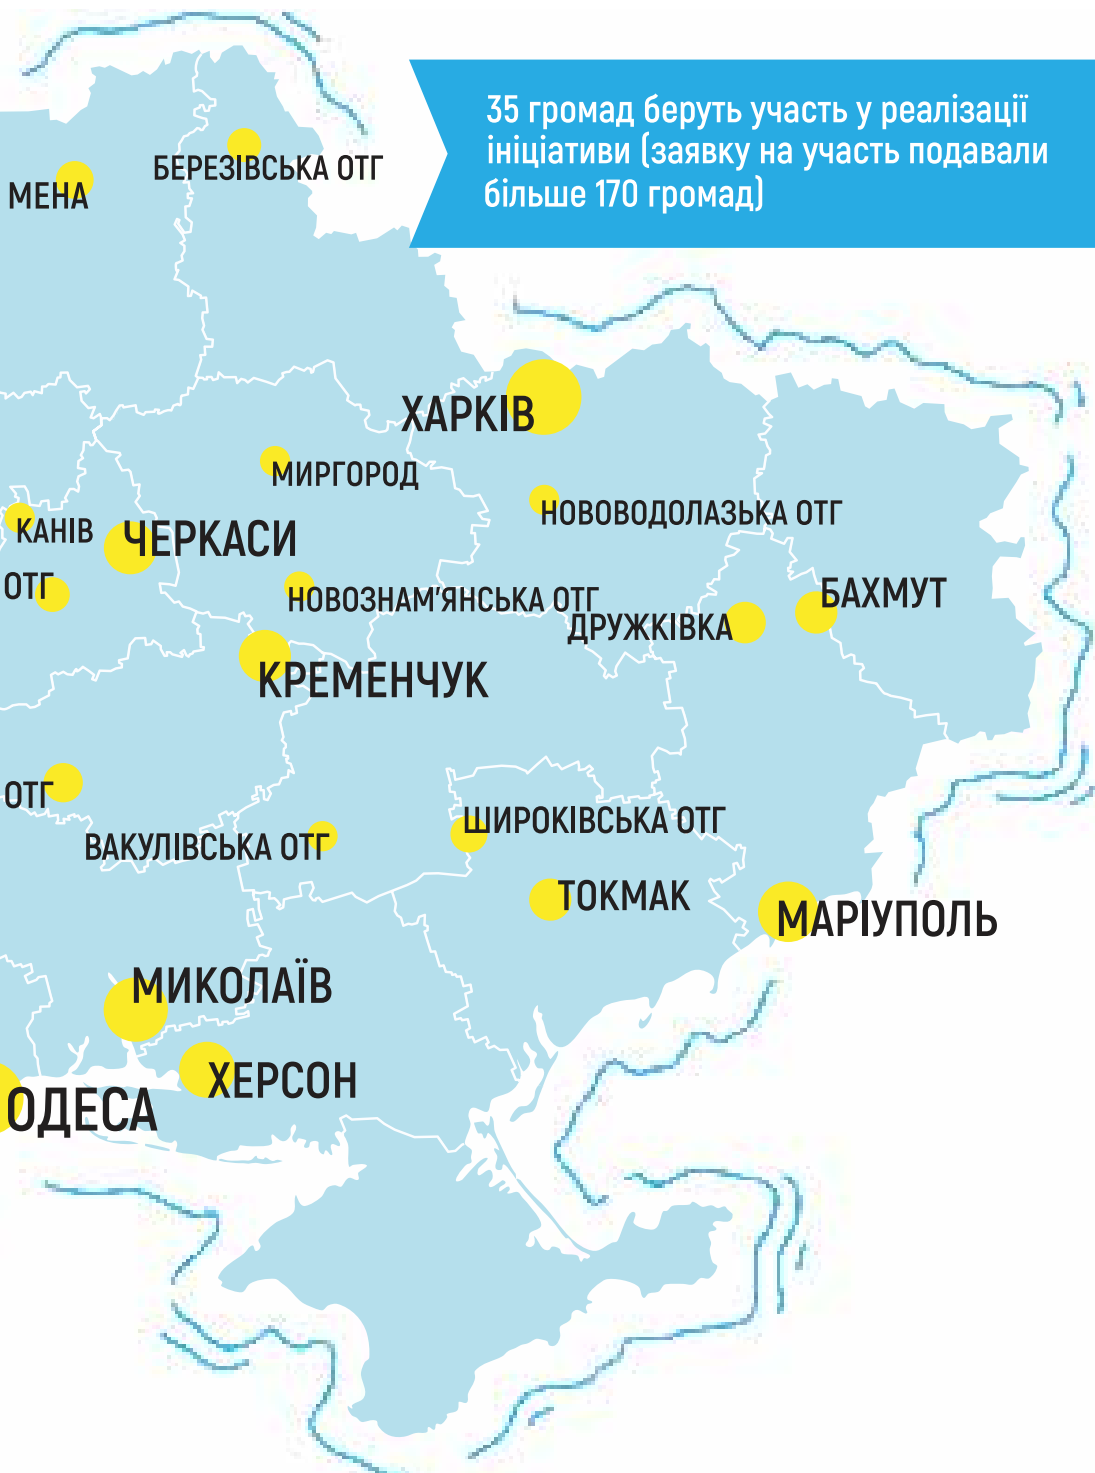 35 громад беруть участь у реалізації
ініціативи (заявку на участь подавали
більше 170 громад)
БЕРЕЗІВСЬКА ОТГ
МЕНА
ХАРКІВ
МИРГОРОД
НОВОВОДОЛАЗЬКА ОТГ
КАНІВ
ЧЕРКАСИ
ОТГ
НОВОЗНАМ'ЯНСЬКА ОТГ
БАХМУТ
ДРУЖКІВКА
КРЕМЕНЧУК
ОТГ
ШИРОКІВСЬКА ОТГ
ВАКУЛІВСЬКА ОТГ
ТОКМАК
МАРІУПОЛЬ
МИКОЛАЇВ
ХЕРСОН
ОДЕСА